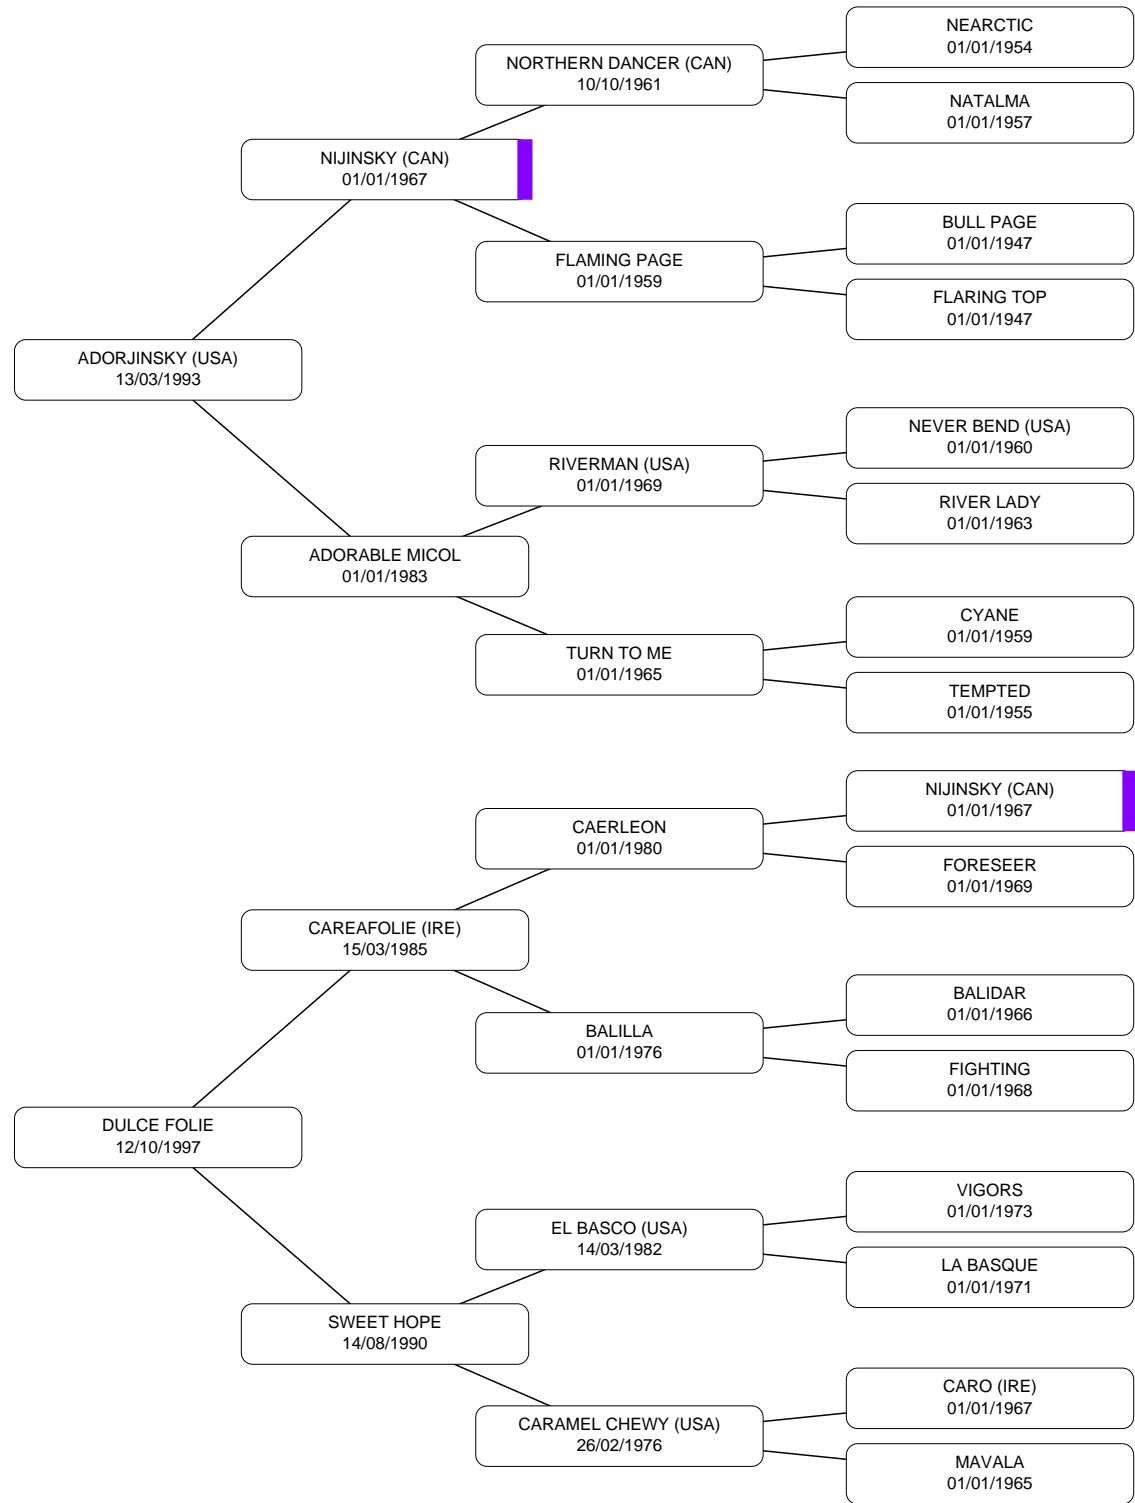 NEARCTIC
01/01/1954
NORTHERN DANCER (CAN)
10/10/1961
NATALMA
01/01/1957
NIJINSKY (CAN)
01/01/1967
BULL PAGE
01/01/1947
FLAMING PAGE
01/01/1959
FLARING TOP
01/01/1947
ADORJINSKY (USA)
13/03/1993
NEVER BEND (USA)
01/01/1960
RIVERMAN (USA)
01/01/1969
RIVER LADY
01/01/1963
ADORABLE MICOL
01/01/1983
CYANE
01/01/1959
TURN TO ME
01/01/1965
TEMPTED
01/01/1955
NIJINSKY (CAN)
01/01/1967
CAERLEON
01/01/1980
FORESEER
01/01/1969
CAREAFOLIE (IRE)
15/03/1985
BALIDAR
01/01/1966
BALILLA
01/01/1976
FIGHTING
01/01/1968
DULCE FOLIE
12/10/1997
VIGORS
01/01/1973
EL BASCO (USA)
14/03/1982
LA BASQUE
01/01/1971
SWEET HOPE
14/08/1990
CARO (IRE)
01/01/1967
CARAMEL CHEWY (USA)
26/02/1976
MAVALA
01/01/1965